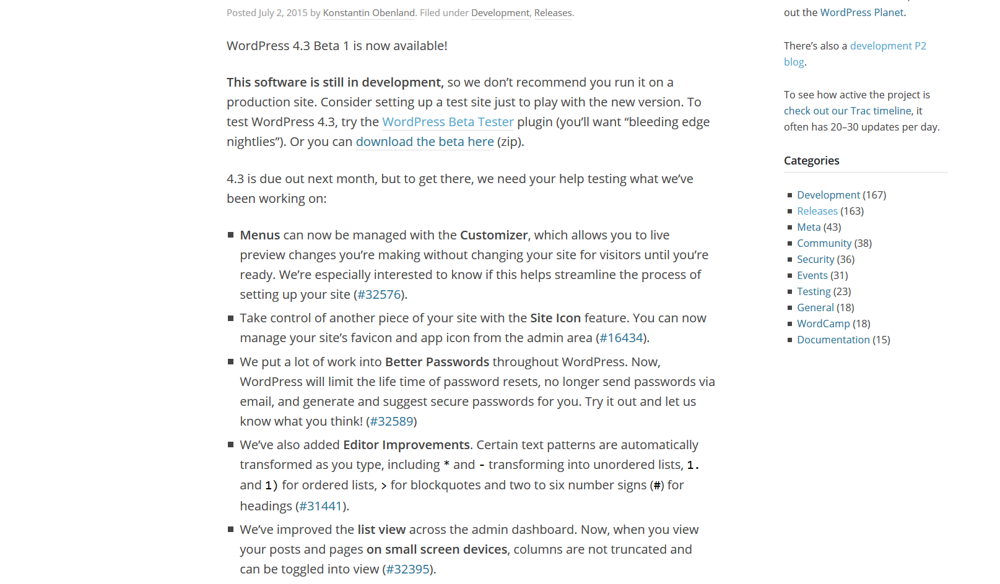 Posted July 2, 2015 by Konstantin Obenland. Filed under Development, Releases.
WordPress 4.3 Beta 1 is now available!
This software is still in development, so we don’t recommend you run it on a
production site. Consider setting up a test site just to play with the new version. To
test WordPress 4.3, try the WordPress Beta Tester plugin (you’ll want “bleeding edge
nightlies”). Or you can download the beta here (zip).
4.3 is due out next month, but to get there, we need your help testing what we’ve
been working on:
Menus can now be managed with the Customizer, which allows you to live
preview changes you’re making without changing your site for visitors until you’re
ready. We’re especially interested to know if this helps streamline the process of
setting up your site (#32576).
Take control of another piece of your site with the Site Icon feature. You can now
manage your site’s favicon and app icon from the admin area (#16434).
We put a lot of work into Better Passwords throughout WordPress. Now,
WordPress will limit the life time of password resets, no longer send passwords via
email, and generate and suggest secure passwords for you. Try it out and let us
know what you think! (#32589)
We’ve also added Editor Improvements. Certain text patterns are automatically
transformed as you type, including * and - transforming into unordered lists, 1.
and 1) for ordered lists, > for blockquotes and two to six number signs (#) for
headings (#31441).
We’ve improved the list view across the admin dashboard. Now, when you view
your posts and pages on small screen devices, columns are not truncated and
can be toggled into view (#32395).
out the WordPress Planet.
There’s also a development P2
blog.
To see how active the project is
check out our Trac timeline, it
often has 20–30 updates per day.
Categories
Development (167)
Releases (163)
Meta (43)
Community (38)
Security (36)
Events (31)
Testing (23)
General (18)
WordCamp (18)
Documentation (15)